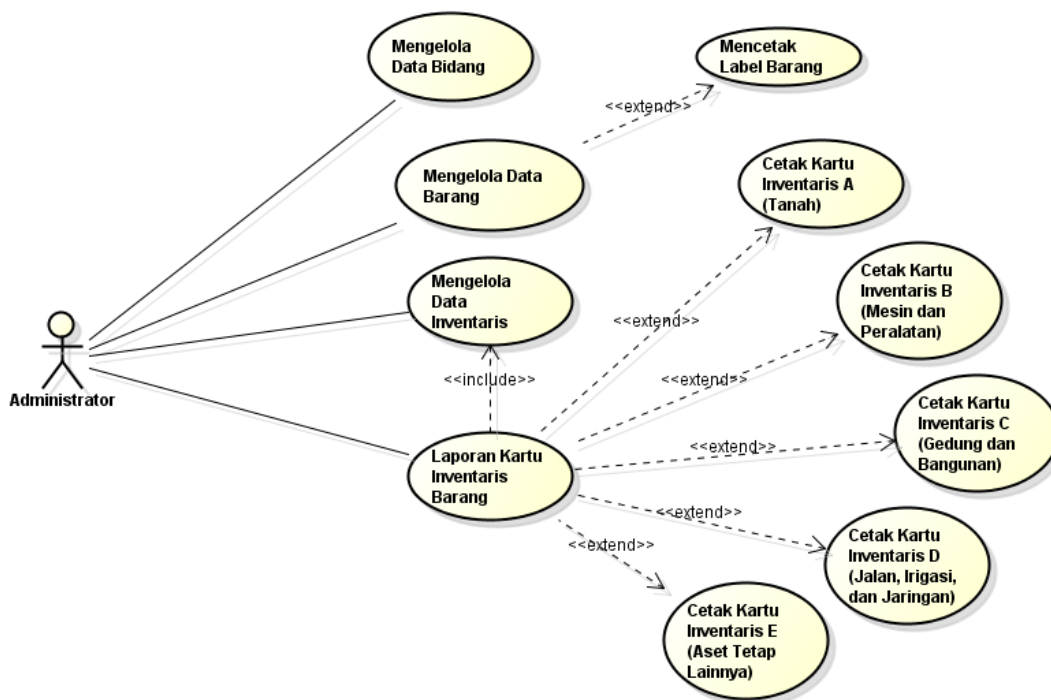 Mengelola
Data Bidang
Mencetak
Label Barang
<<extend>>
Mengelola Data
Barang
Cetak Kartu
Inventaris A
(Tanah)
Mengelola
Data
Inventaris
Cetak Kartu
Inventaris B
(Mesin dan
Peralatan)
<<extend>>
Administrator
<<include>>
<<extend>>
Cetak Kartu
Inventaris C
(Gedung dan
Bangunan)
<<extend>>
Laporan Kartu
Inventaris
Barang
<<extend>>
<<extend>>
Cetak Kartu
Inventaris D
(Jalan, Irigasi,
dan Jaringan)
Cetak Kartu
Inventaris E
(Aset Tetap
Lainnya)